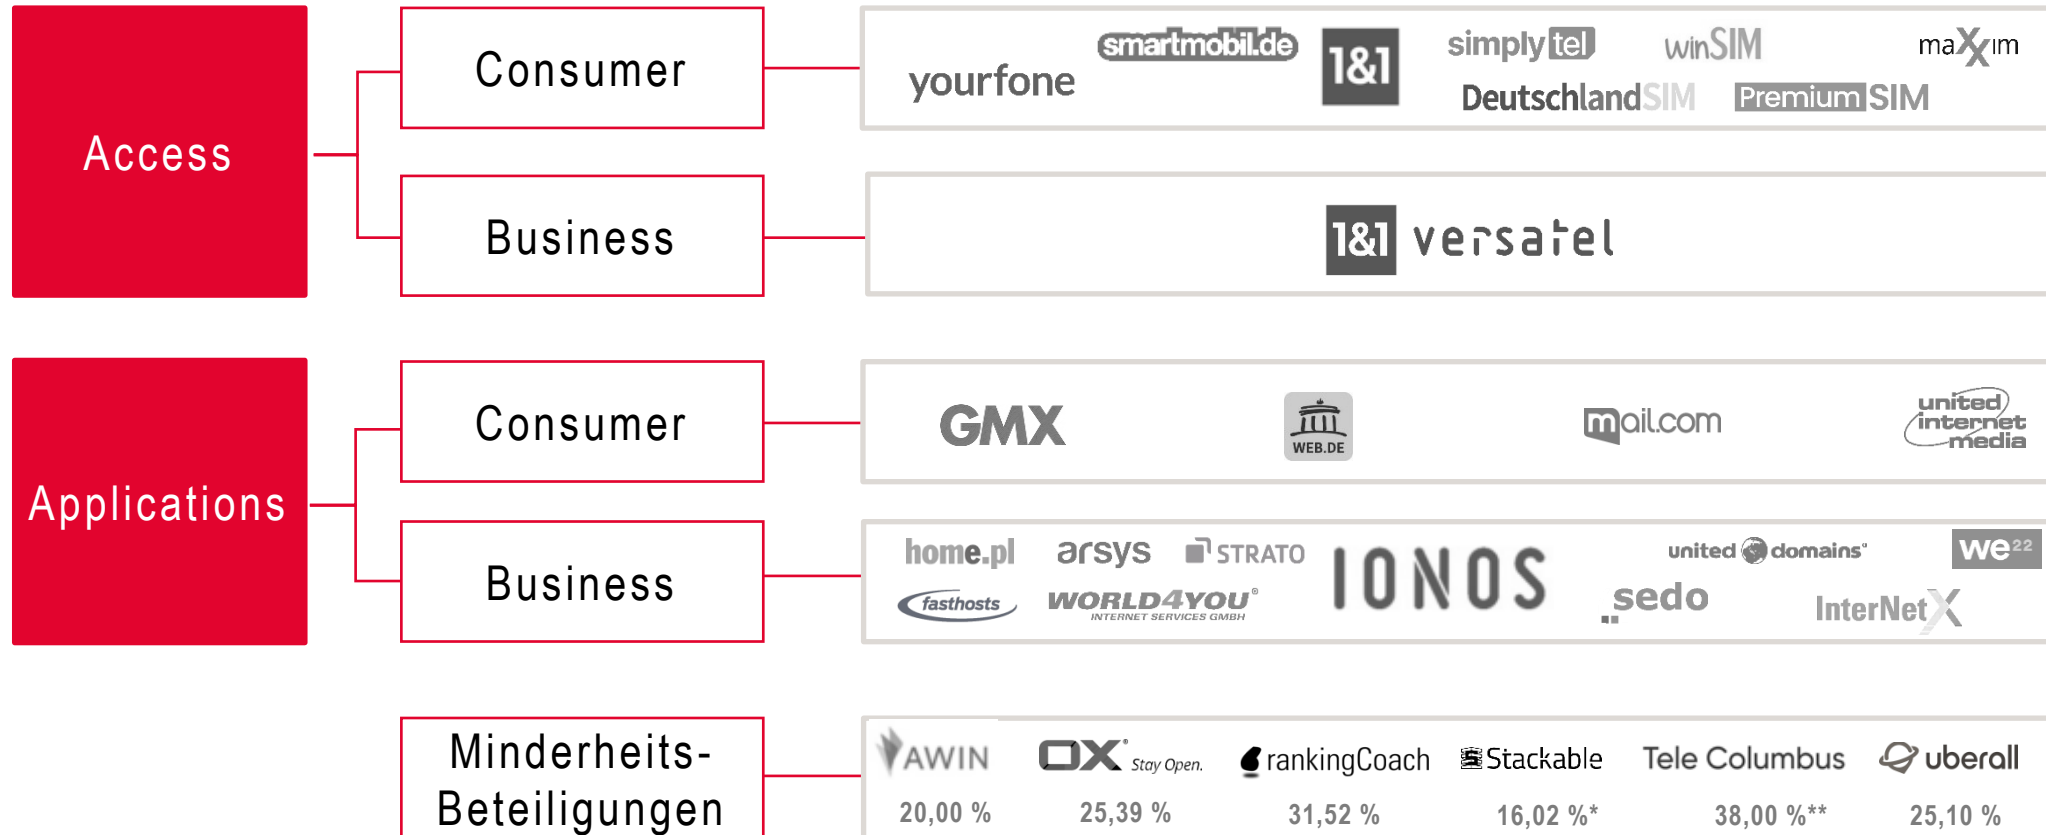 Access
Consumer
yourfone
smartmobil.de
1&1
simplytel
winSIM
maXXim
DeutschlandSIM
PremiumSIM
Business
1&1 versatel
Applications
Consumer
GMX
WEB.DE
mail.com
united
internet
media
Business
home.pl
arsys
STRATO
IONOS
united domains®
we22
fasthosts
WORLD4YOU®
INTERNET SERVICES GMBH
sedo
InterNetX
Minderheits-
Beteiligungen
AWIN
OX® Stay Open.
rankingCoach
Stackable
Tele Columbus
uberall
20,00 %
25,39 %
31,52 %
16,02 %*
38,00 %**
25,10 %